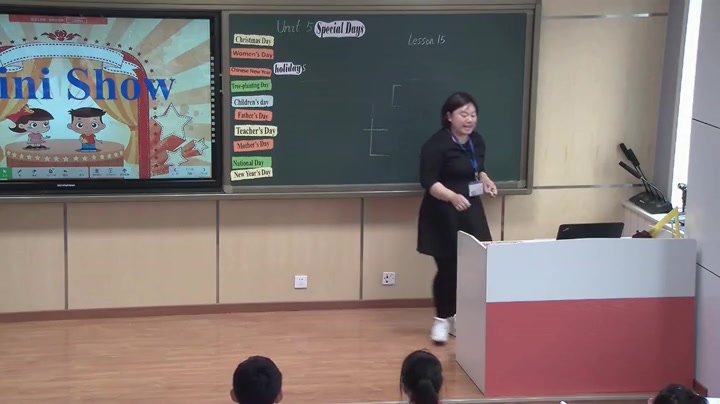 ini Show
Unit 5 Special Days
Lesson 15
Christmas Day
Women's Day
Chinese New Year
holidays
Tree-planting Day
Children's day
Father's Day
Teacher's Day
Mother's Day
National Day
New Year's Day